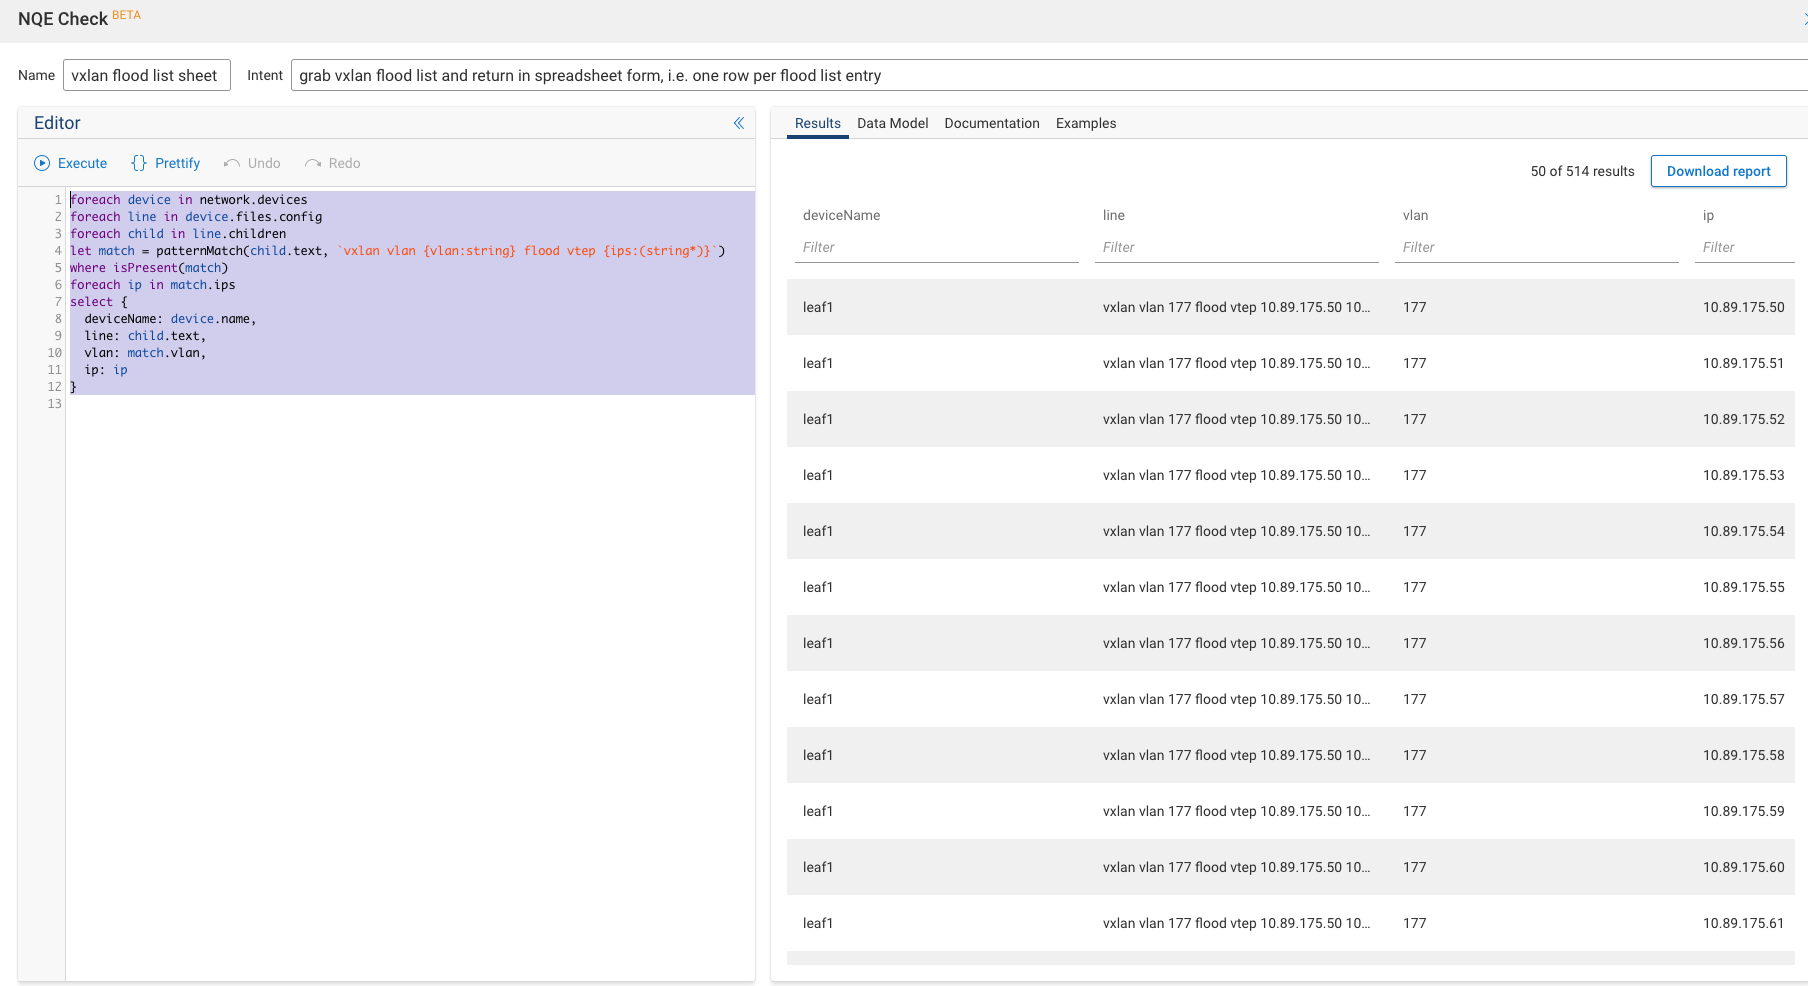 NQE Check BETA
Name vxlan flood list sheet Intent grab vxlan flood list and return in spreadsheet form, i.e. one row per flood list entry
Editor
Execute {} Prettify Undo Redo
1 foreach device in network.devices
2 foreach line in device.files.config
3 foreach child in line.children
4 let match = patternMatch(child.text, `vxlan vlan {vlan:string} flood vtep {ips:(string*)}`)
5 where isPresent(match)
6 foreach ip in match.ips
7 select {
8 deviceName: device.name,
9 line: child.text,
10 vlan: match.vlan,
11 ip: ip
12 }
13
Results Data Model Documentation Examples
50 of 514 results Download report
deviceName line vlan ip
Filter Filter Filter Filter
leaf1 vxlan vlan 177 flood vtep 10.89.175.50 10... 177 10.89.175.50
leaf1 vxlan vlan 177 flood vtep 10.89.175.50 10... 177 10.89.175.51
leaf1 vxlan vlan 177 flood vtep 10.89.175.50 10... 177 10.89.175.52
leaf1 vxlan vlan 177 flood vtep 10.89.175.50 10... 177 10.89.175.53
leaf1 vxlan vlan 177 flood vtep 10.89.175.50 10... 177 10.89.175.54
leaf1 vxlan vlan 177 flood vtep 10.89.175.50 10... 177 10.89.175.55
leaf1 vxlan vlan 177 flood vtep 10.89.175.50 10... 177 10.89.175.56
leaf1 vxlan vlan 177 flood vtep 10.89.175.50 10... 177 10.89.175.57
leaf1 vxlan vlan 177 flood vtep 10.89.175.50 10... 177 10.89.175.58
leaf1 vxlan vlan 177 flood vtep 10.89.175.50 10... 177 10.89.175.59
leaf1 vxlan vlan 177 flood vtep 10.89.175.50 10... 177 10.89.175.60
leaf1 vxlan vlan 177 flood vtep 10.89.175.50 10... 177 10.89.175.61